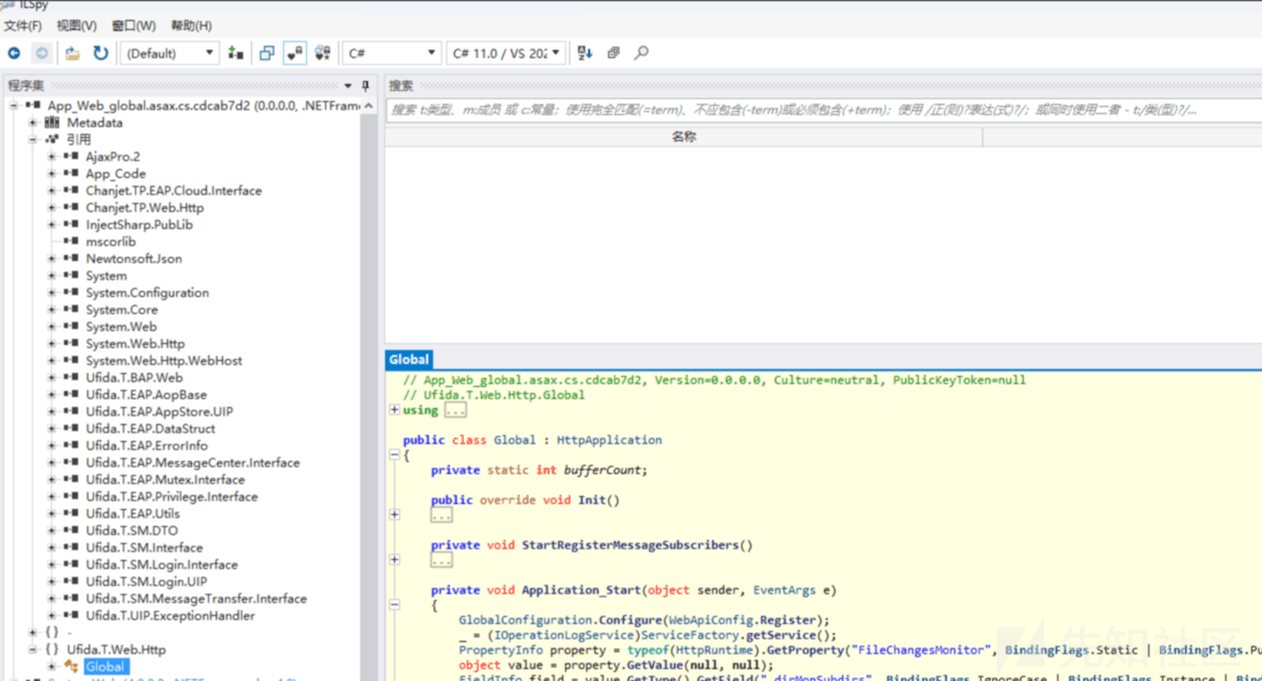 ILSpy
文件(F) 视图(V) 窗口(W) 帮助(H)
(Default) C# C# 11.0 / VS 202
程序集
App_Web_global.asax.cs.cdcab7d2 (0.0.0.0, .NETFram
Metadata
引用
AjaxPro.2
App_Code
Chanjet.TP.EAP.Cloud.Interface
Chanjet.TP.Web.Http
InjectSharp.PubLib
mscorlib
Newtonsoft.Json
System
System.Configuration
System.Core
System.Web
System.Web.Http
System.Web.Http.WebHost
Ufida.T.BAP.Web
Ufida.T.EAP.AopBase
Ufida.T.EAP.AppStore.UIP
Ufida.T.EAP.DataStruct
Ufida.T.EAP.ErrorInfo
Ufida.T.EAP.MessageCenter.Interface
Ufida.T.EAP.Mutex.Interface
Ufida.T.EAP.Privilege.Interface
Ufida.T.EAP.Utils
Ufida.T.SM.DTO
Ufida.T.SM.Interface
Ufida.T.SM.Login.Interface
Ufida.T.SM.Login.UIP
Ufida.T.SM.MessageTransfer.Interface
Ufida.T.UIP.ExceptionHandler
{ } -
{ } Ufida.T.Web.Http
Global
搜索
搜索 t:类型、m:成员 或 c:常量；使用完全匹配(=term)、不应包含(-term)或必须包含(+term)；使用 /正(则)?表达(式)?/；或同时使用二者 - t:/类(型)?/...
名称
Global
// App_Web_global.asax.cs.cdcab7d2, Version=0.0.0.0, Culture=neutral, PublicKeyToken=null
// Ufida.T.Web.Http.Global
using ...
public class Global : HttpApplication
{
private static int bufferCount;
public override void Init()
...
private void StartRegisterMessageSubscribers()
...
private void Application_Start(object sender, EventArgs e)
{
GlobalConfiguration.Configure(WebApiConfig.Register);
_ = (IOperationLogService)ServiceFactory.getService();
PropertyInfo property = typeof(HttpRuntime).GetProperty("FileChangesMonitor", BindingFlags.Static | BindingFlags.Pu
object value = property.GetValue(null, null);
FieldInfo field = value.GetType().GetField("_dirMonSubdirs", BindingFlags.IgnoreCase | BindingFlags.Instance | Bind
先知社区